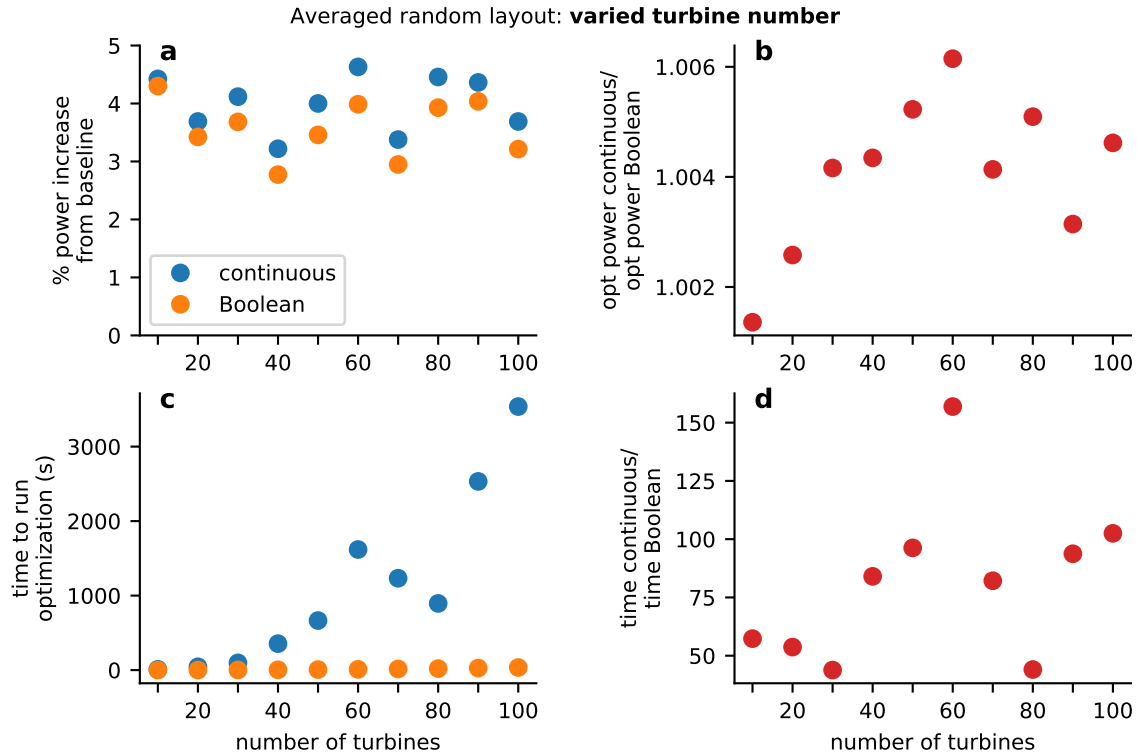 Averaged random layout: varied turbine number
a
5
4
3
2
1
0
% power increase
from baseline
continuous
Boolean
20
40
60
80
100
b
1.006
1.004
1.002
opt power continuous/
opt power Boolean
20
40
60
80
100
c
3000
2000
1000
0
time to run
optimization (s)
20
40
60
80
100
number of turbines
d
150
125
100
75
50
time continuous/
time Boolean
20
40
60
80
100
number of turbines